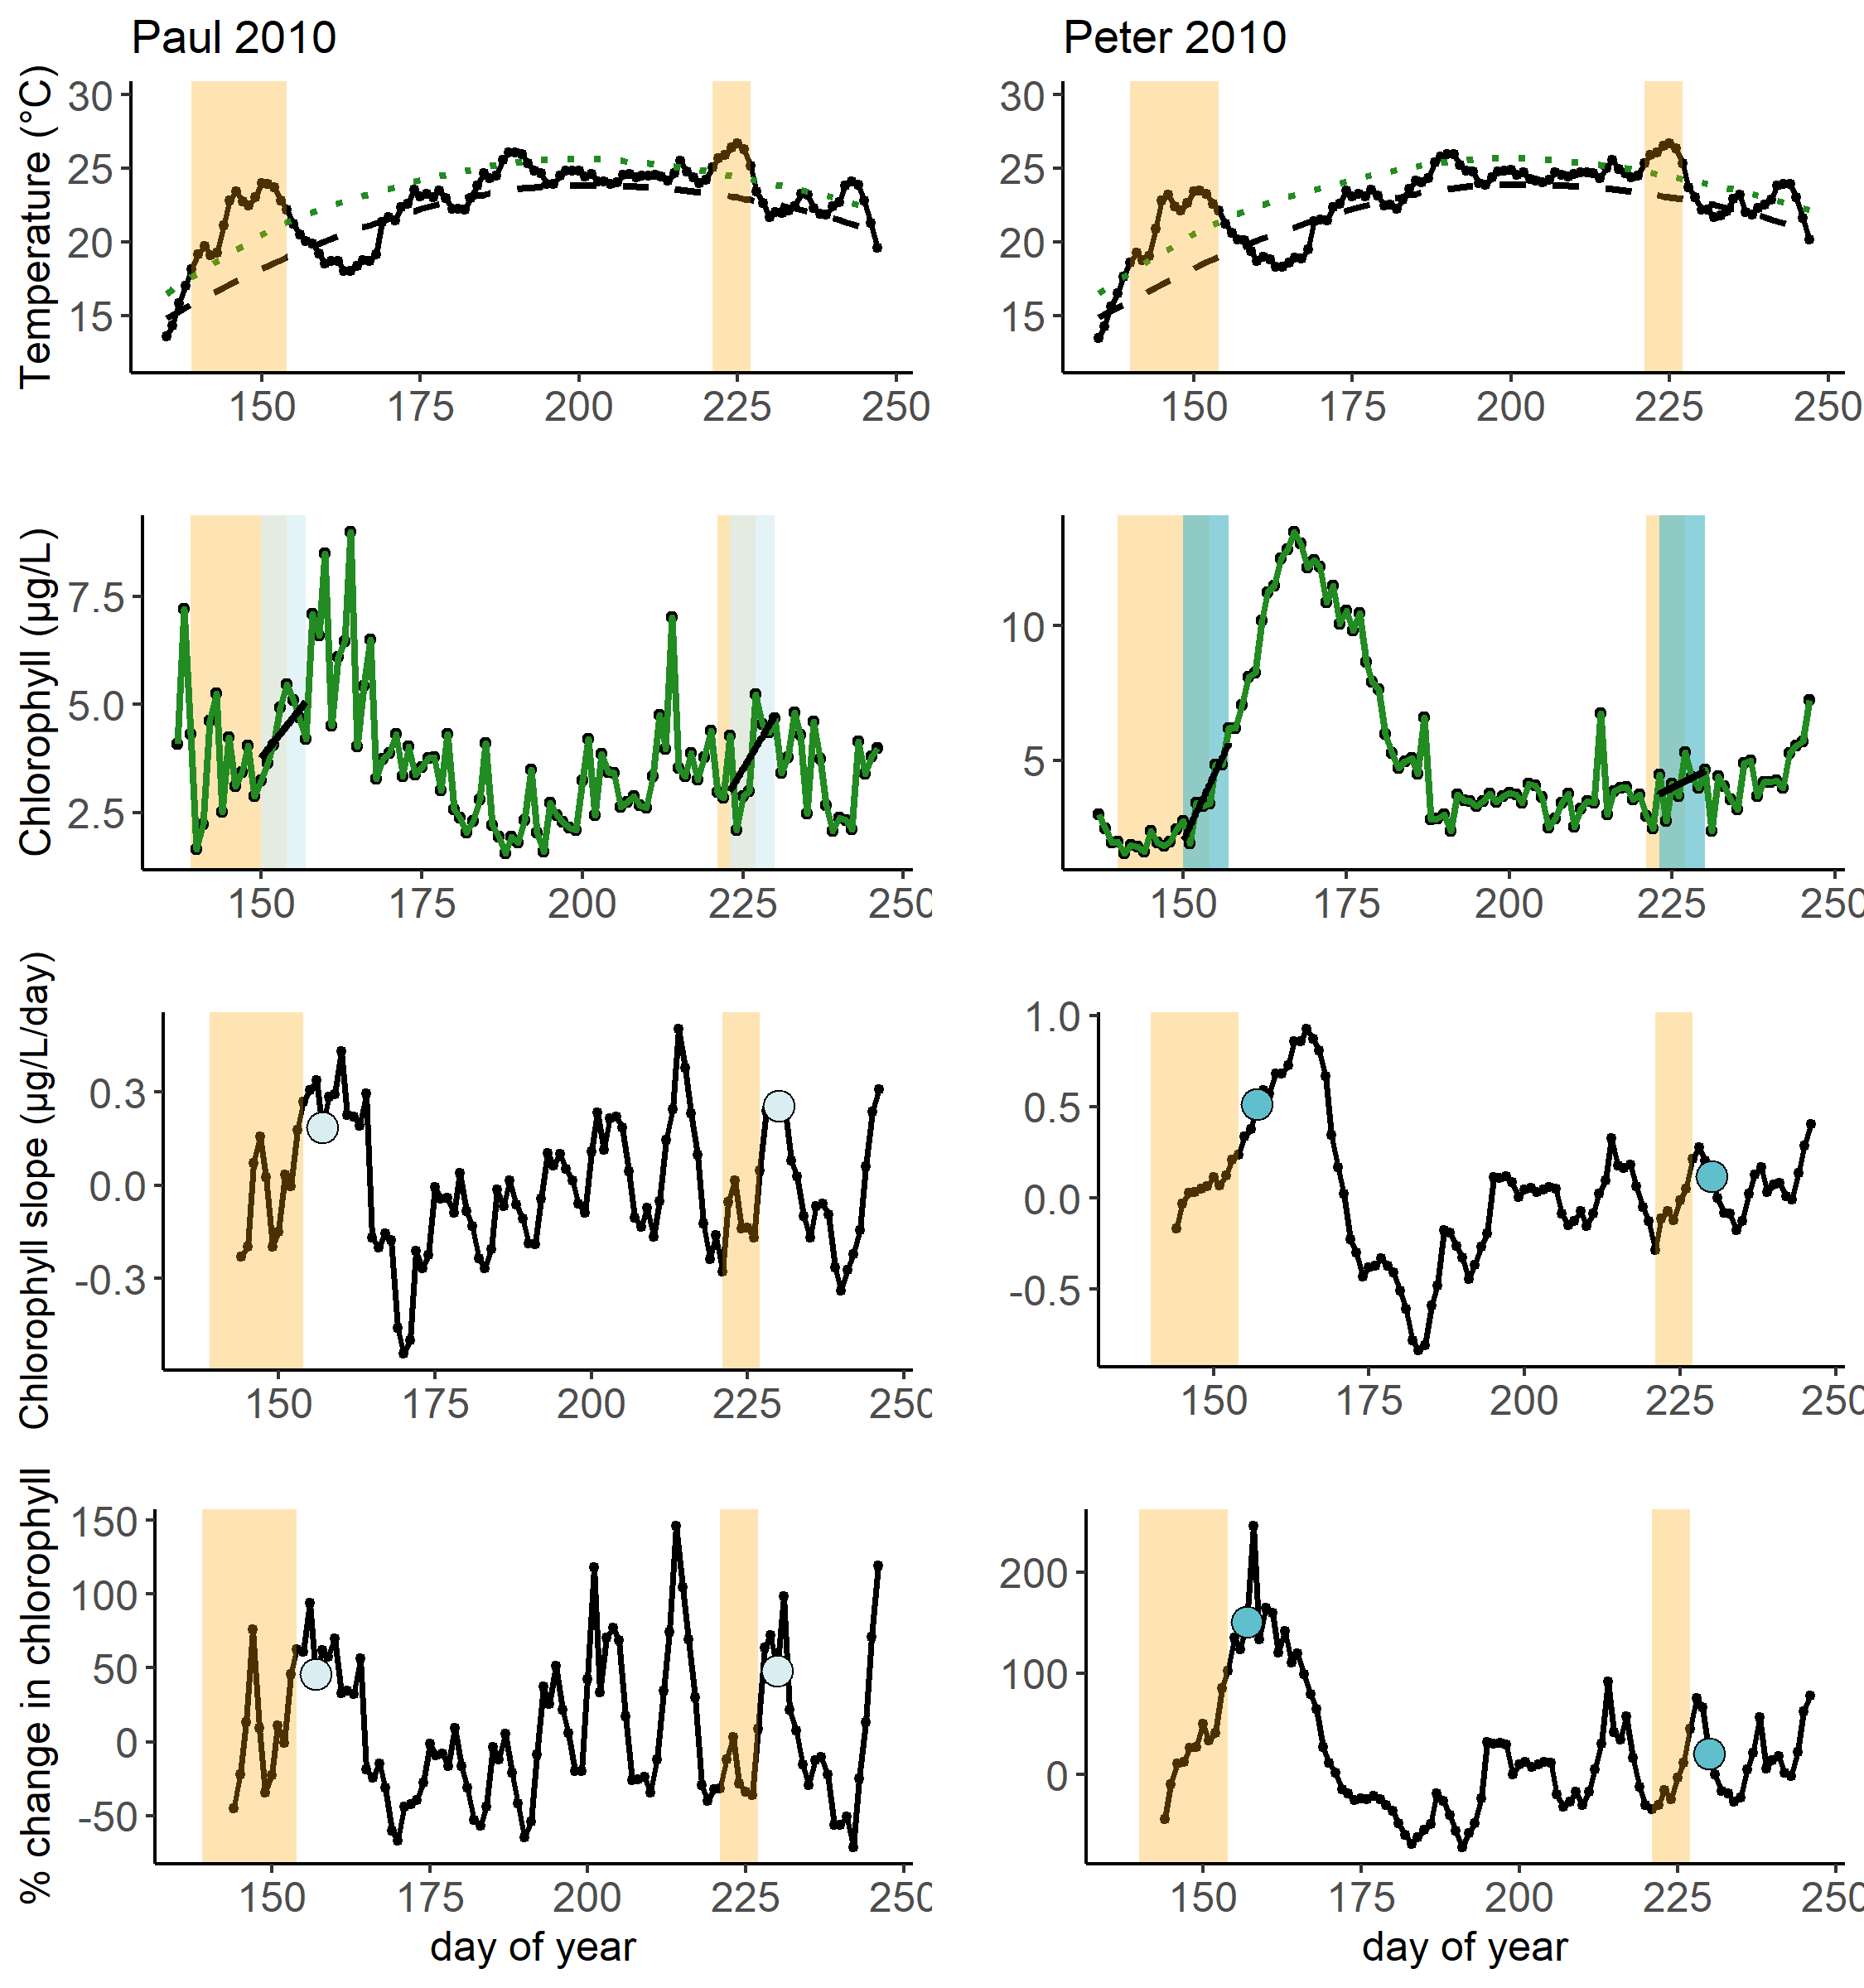 Paul 2010
Peter 2010
Temperature (°C)
30
25
20
15
150 175 200 225 250
30
25
20
15
150 175 200 225 250
Chlorophyll (µg/L)
7.5
5.0
2.5
150 175 200 225 250
10
5
150 175 200 225 250
Chlorophyll slope (µg/L/day)
0.3
0.0
-0.3
150 175 200 225 250
1.0
0.5
0.0
-0.5
150 175 200 225 250
% change in chlorophyll
150
100
50
0
-50
150 175 200 225 250
day of year
200
100
0
150 175 200 225 250
day of year